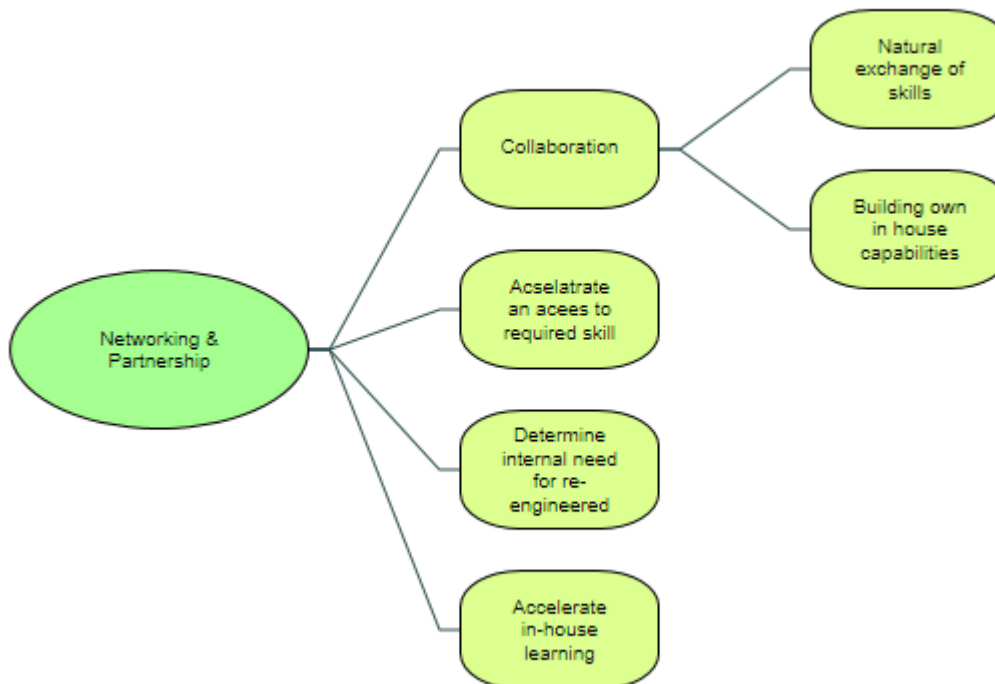 Natural
exchange of
skills
Collaboration
Building own
in house
capabilities
Acselatrate
an acees to
required skill
Networking &
Partnership
Determine
internal need
for re-
engineered
Accelerate
in-house
learning